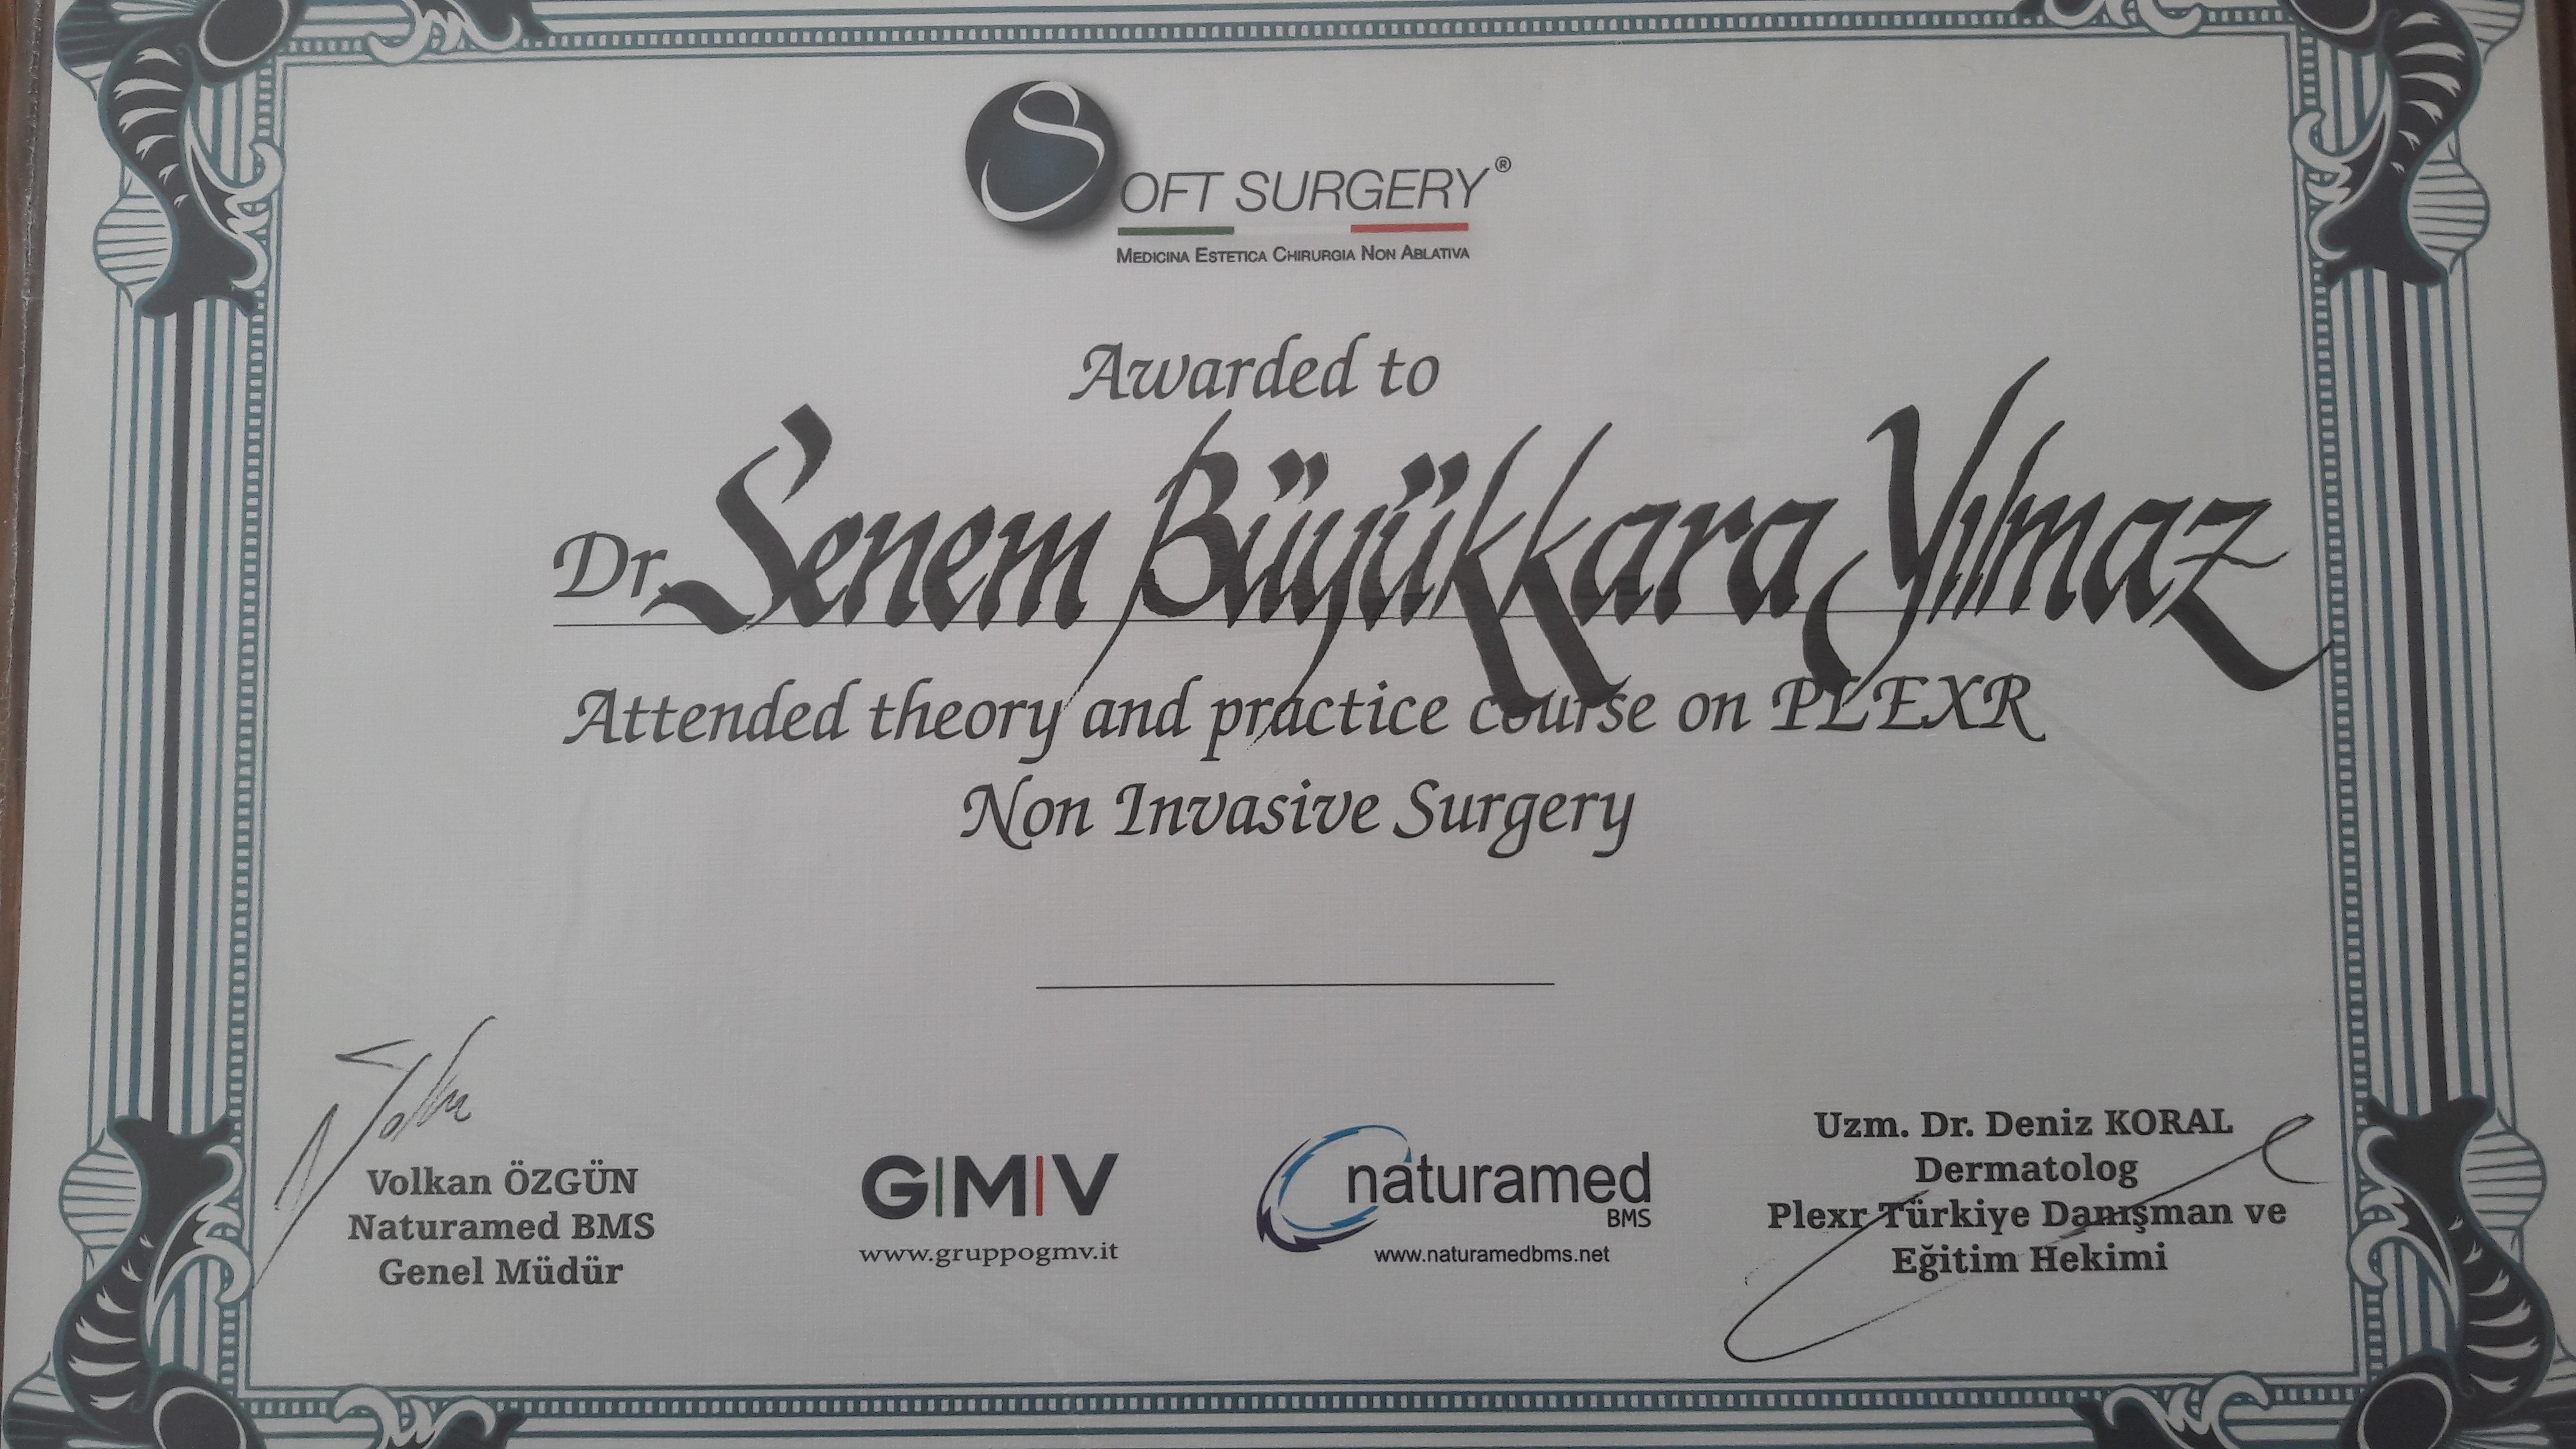 SOFT SURGERY®
MEDICINA ESTETICA CHIRURGIA NON ABLATIVA
Awarded to
Dr. Senem Büyükkara Yılmaz
Attended theory and practice course on PLEXR
Non Invasive Surgery
Volkan ÖZGÜN
Naturamed BMS
Genel Müdür
G|M|V
www.gruppogmv.it
naturamed
BMS
www.naturamedbms.net
Uzm. Dr. Deniz KORAL
Dermatolog
Plexr Türkiye Danışman ve
Eğitim Hekimi